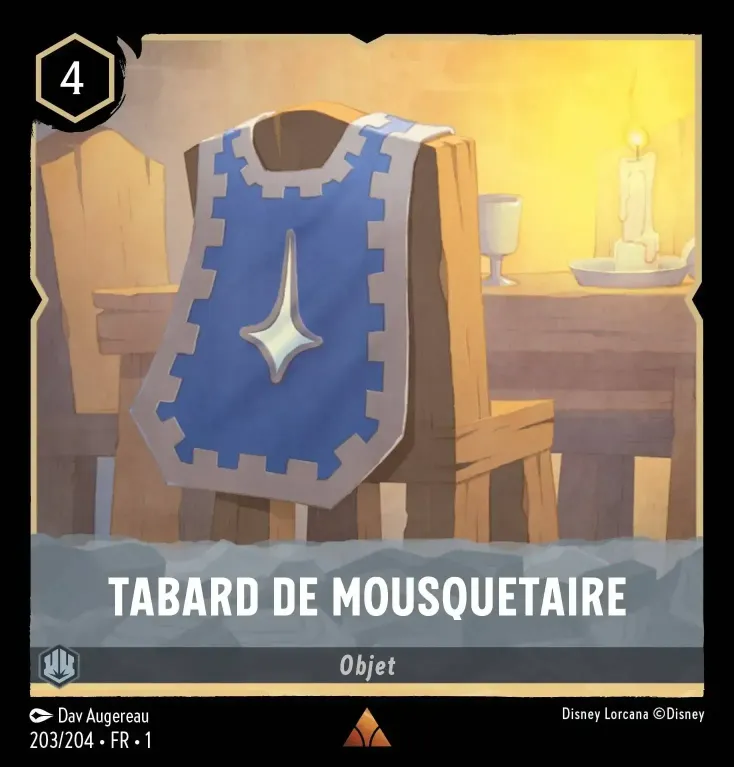 4
TABARD DE MOUSQUETAIRE
Objet
Dav Augereau
Disney Lorcana ©Disney
203/204 • FR • 1